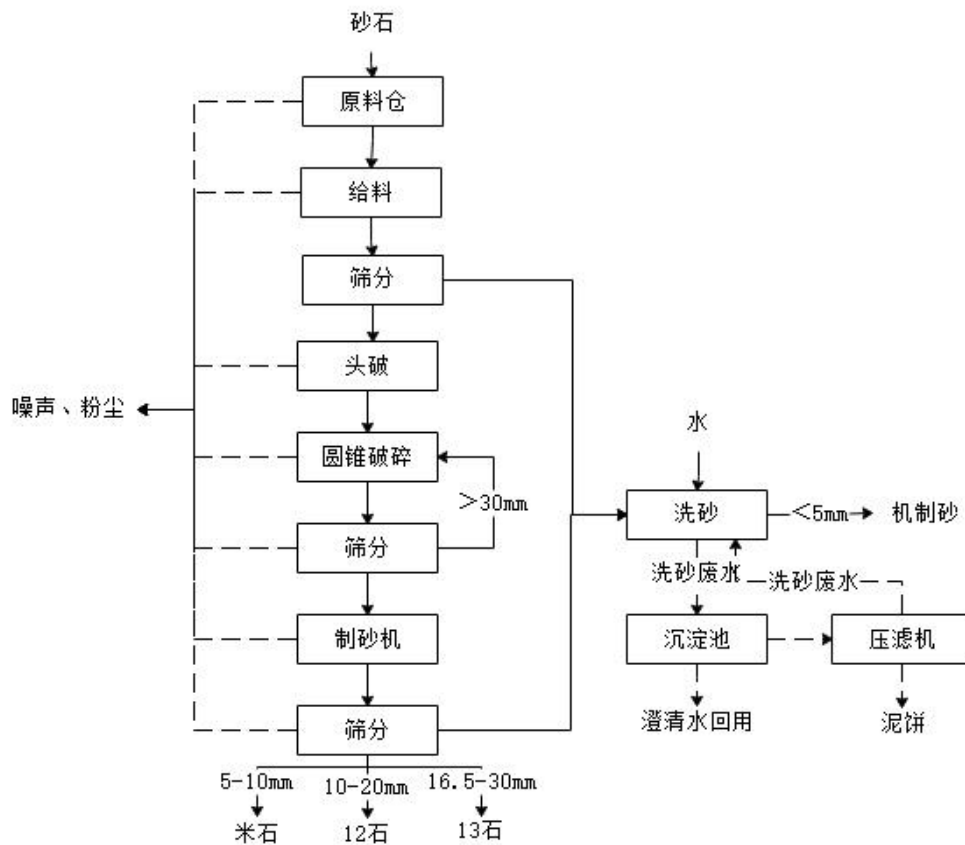 砂石
原料仓
给料
筛分
头破
噪声、粉尘
圆锥破碎
>30mm
筛分
制砂机
筛分
5-10mm
10-20mm
16.5-30mm
米石
12石
13石
水
洗砂
<5mm
机制砂
洗砂废水
洗砂废水
沉淀池
压滤机
澄清水回用
泥饼